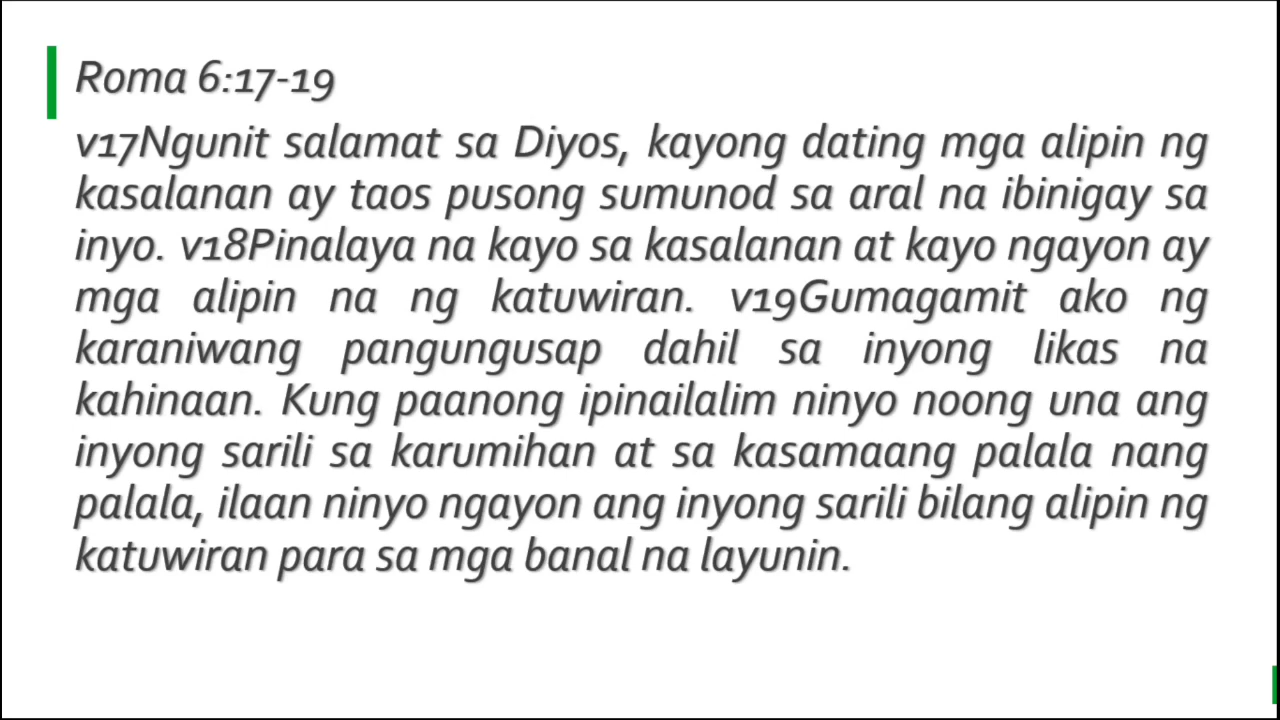 Roma 6:17-19
v17Ngunit salamat sa Diyos, kayong dating mga alipin ng
kasalanan ay taos pusong sumunod sa aral na ibinigay sa
inyo. v18Pinalaya na kayo sa kasalanan at kayo ngayon ay
mga alipin na ng katuwiran. v19Gumagamit ako ng
karaniwang pangungusap dahil sa inyong likas na
kahinaan. Kung paanong ipinailalim ninyo noong una ang
inyong sarili sa karumihan at sa kasamaang palala nang
palala, ilaan ninyo ngayon ang inyong sarili bilang alipin ng
katuwiran para sa mga banal na layunin.